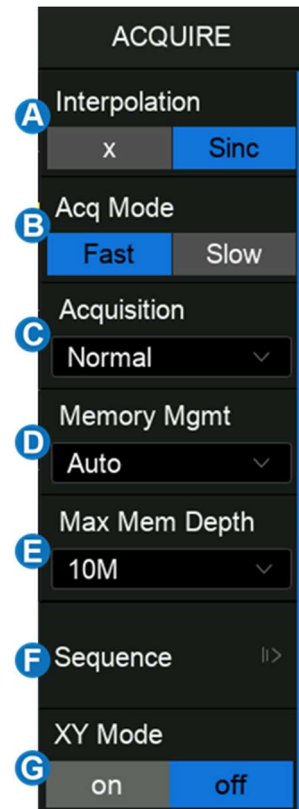 ACQUIRE
A Interpolation
x Sinc
B Acq Mode
Fast Slow
C Acquisition
Normal
D Memory Mgmt
Auto
E Max Mem Depth
10M
F Sequence
G XY Mode
on off